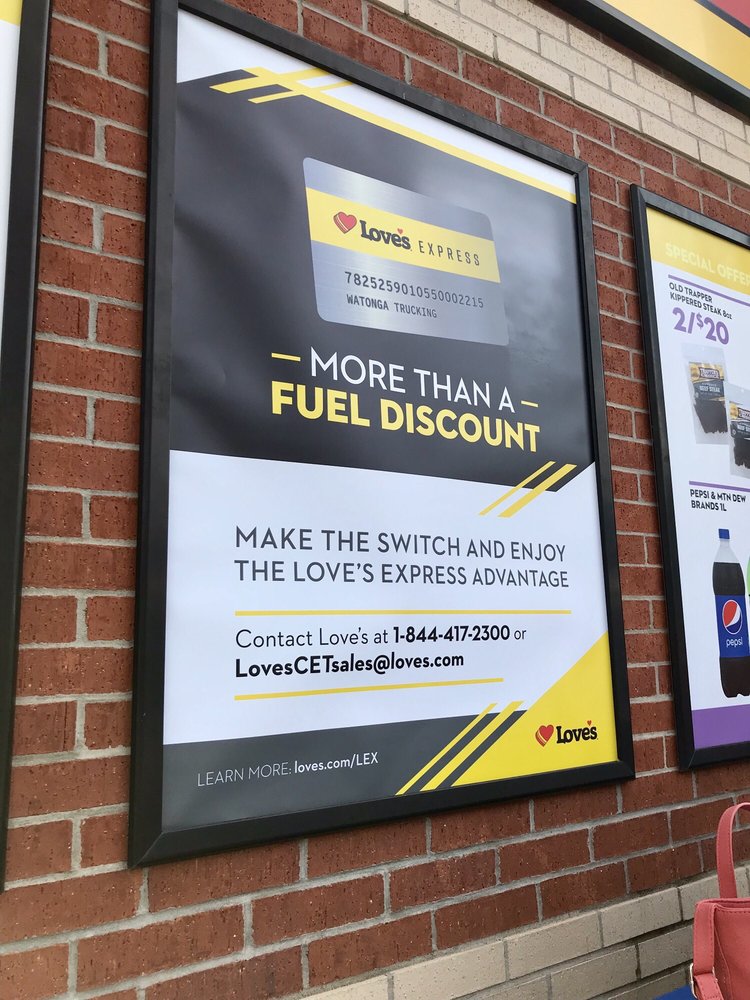 Love's EXPRESS
7825259010550002215
WATONGA TRUCKING
MORE THAN A
FUEL DISCOUNT
MAKE THE SWITCH AND ENJOY
THE LOVE'S EXPRESS ADVANTAGE
Contact Love's at 1-844-417-2300 or
LovesCETsales@loves.com
Love's
LEARN MORE: loves.com/LEX
SPECIAL OFFE
OLD TRAPPER
KIPPERED STEAK 8oz
2/$20
PEPSI & MTN DEW
BRANDS 1L
pepsi